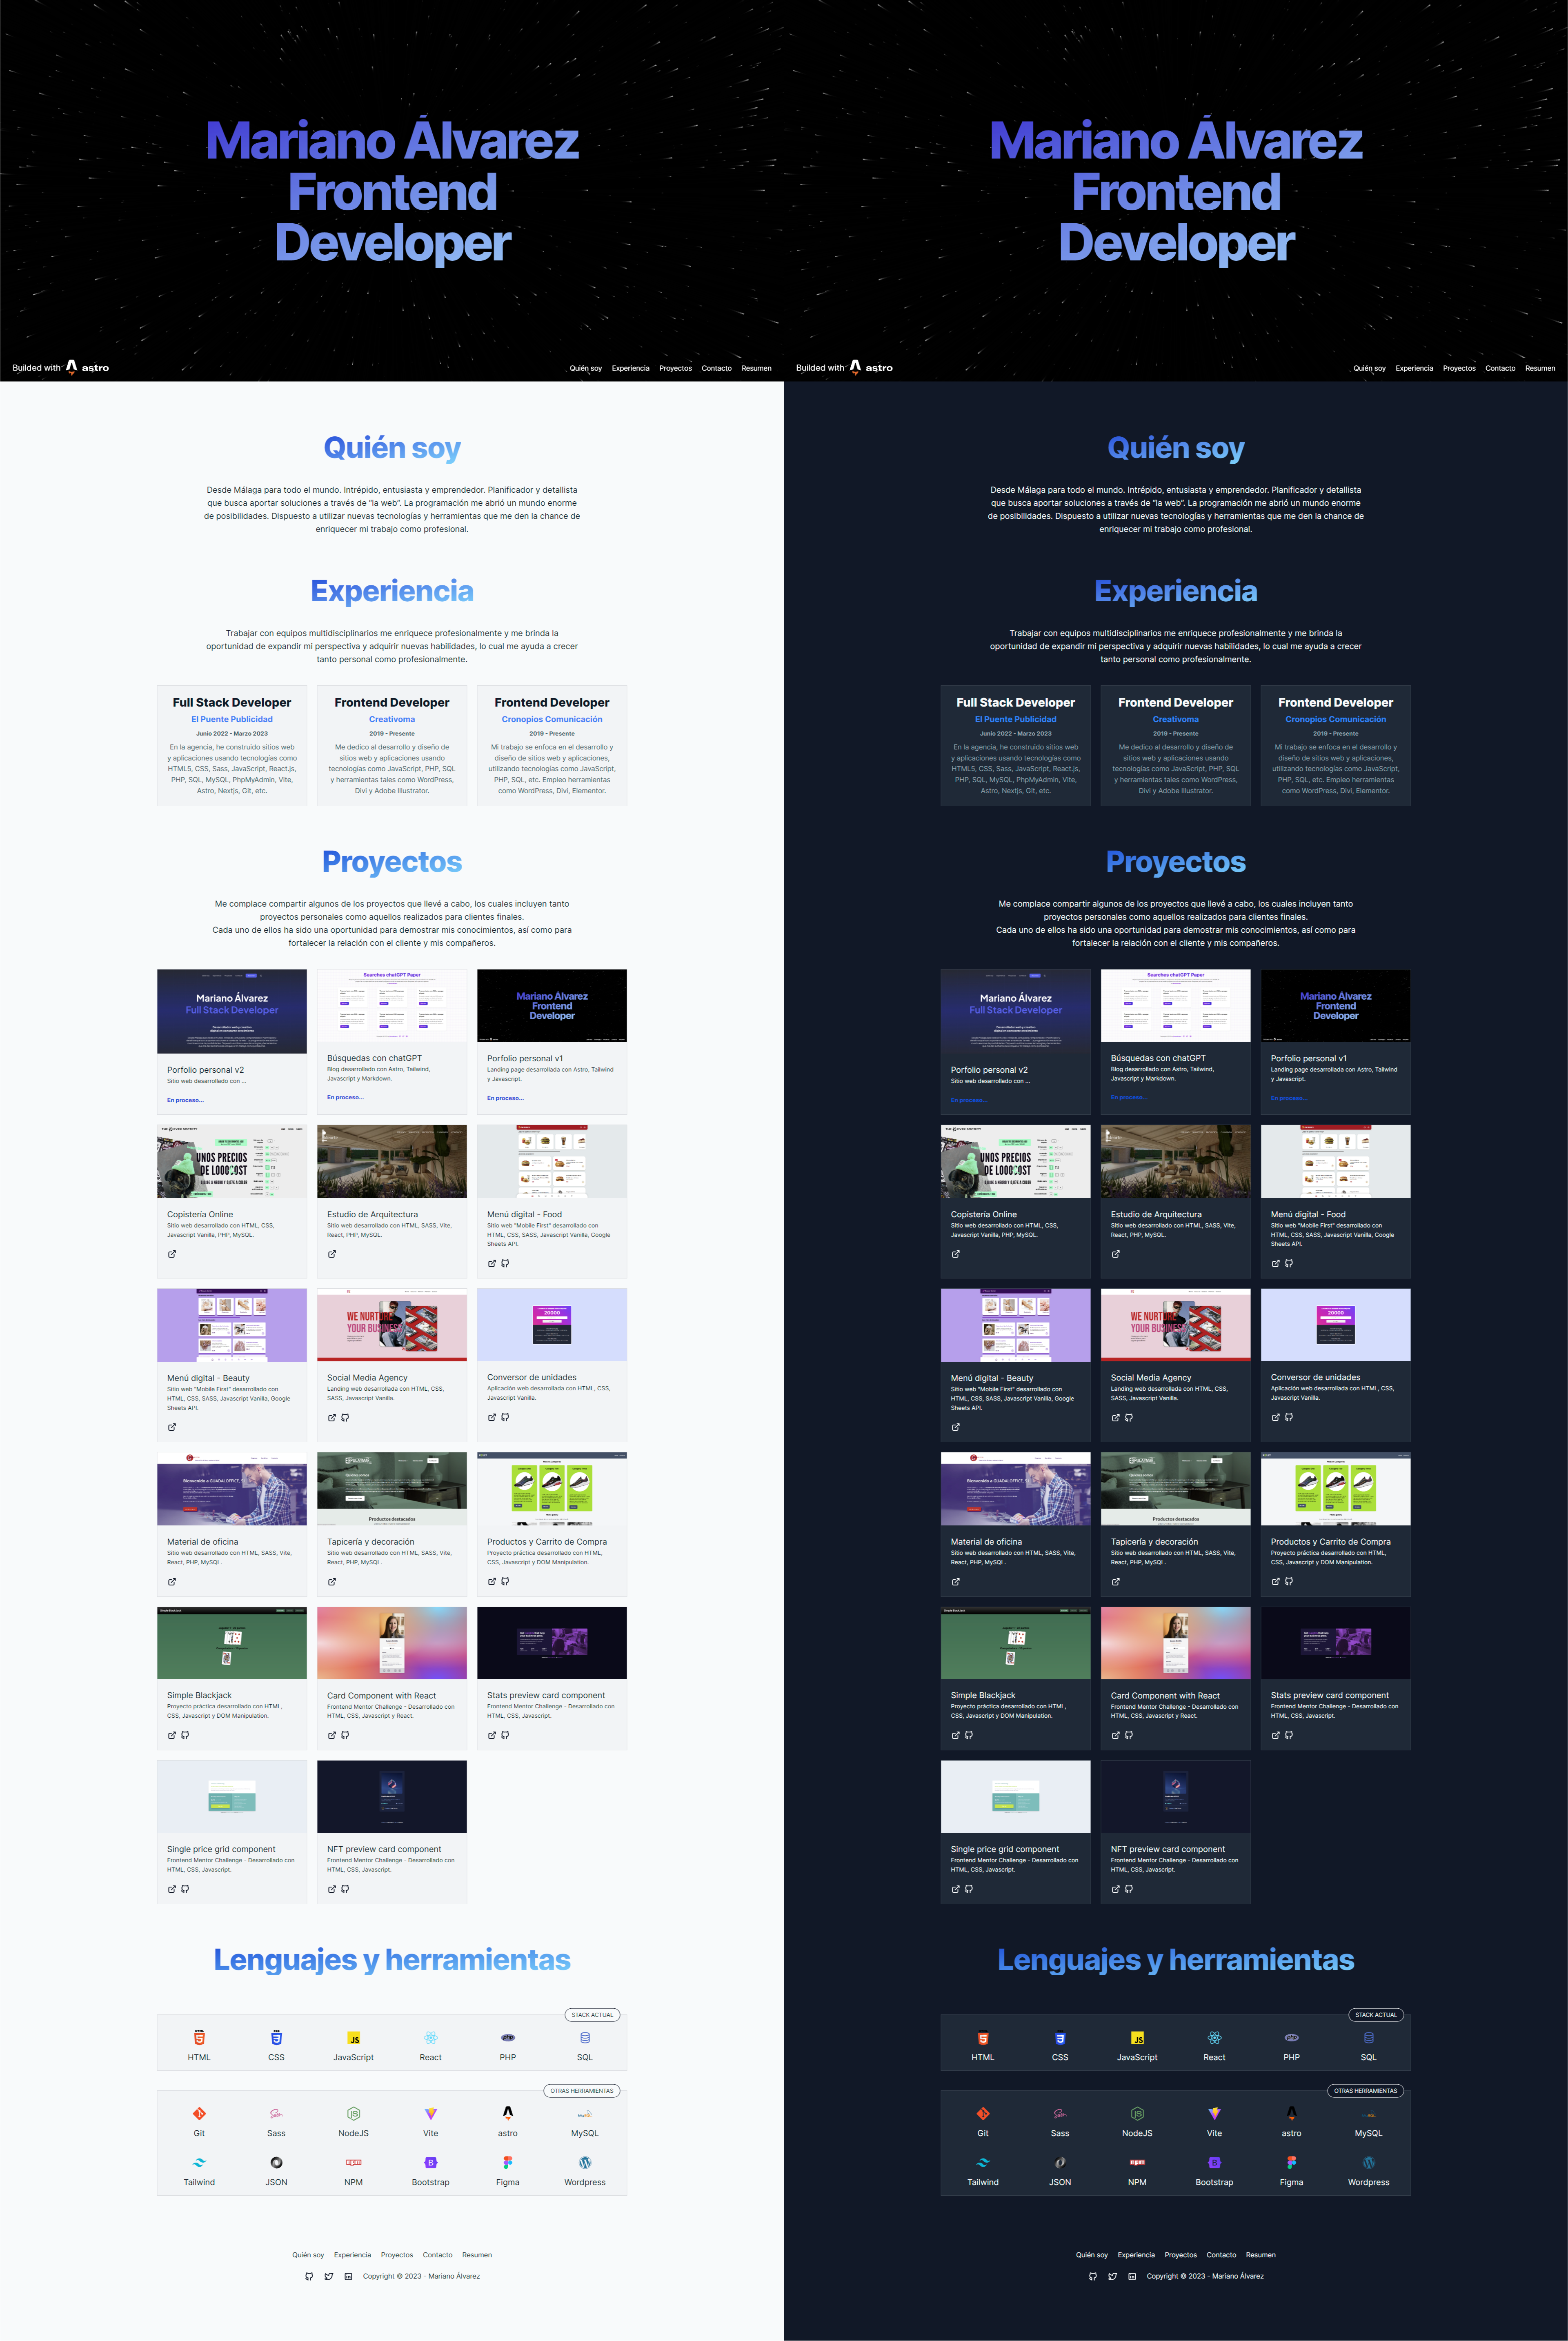 Mariano Álvarez
Frontend
Developer
Builded with astro
Quién soy Experiencia Proyectos Contacto Resumen
Quién soy
Desde Málaga para todo el mundo. Intrépido, entusiasta y emprendedor. Planificador y detallista
que busca aportar soluciones a través de "la web". La programación me abrió un mundo enorme
de posibilidades. Dispuesto a utilizar nuevas tecnologías y herramientas que me den la chance de
enriquecer mi trabajo como profesional.
Experiencia
Trabajar con equipos multidisciplinarios me enriquece profesionalmente y me brinda la
oportunidad de expandir mi perspectiva y adquirir nuevas habilidades, lo cual me ayuda a crecer
tanto personal como profesionalmente.
Full Stack Developer
El Puente Publicidad
Junio 2022 - Marzo 2023
En la agencia, he construído sitios web
y aplicaciones usando tecnologías como
HTML5, CSS, Sass, JavaScript, React.js,
PHP, SQL, MySQL, PhpMyAdmin, Vite,
Astro, Nextjs, Git, etc.
Frontend Developer
Creativoma
2019 - Presente
Me dedico al desarrollo y diseño de
sitios web y aplicaciones usando
tecnologías como JavaScript, PHP, SQL
y herramientas tales como WordPress,
Divi y Adobe Illustrator.
Frontend Developer
Cronopios Comunicación
2019 - Presente
Mi trabajo se enfoca en el desarrollo y
diseño de sitios web y aplicaciones,
utilizando tecnologías como JavaScript,
PHP, SQL, etc. Empleo herramientas
como WordPress, Divi, Elementor.
Proyectos
Me complace compartir algunos de los proyectos que llevé a cabo, los cuales incluyen tanto
proyectos personales como aquellos realizados para clientes finales.
Cada uno de ellos ha sido una oportunidad para demostrar mis conocimientos, así como para
fortalecer la relación con el cliente y mis compañeros.
Mariano Álvarez
Full Stack Developer
Porfolio personal v2
Sitio web desarrollado con ...
En proceso...
Searches chatGPT Paper
Búsquedas con chatGPT
Blog desarrollado con Astro, Tailwind,
Javascript y Markdown.
En proceso...
Mariano Álvarez
Frontend
Developer
Porfolio personal v1
Landing page desarrollada con Astro, Tailwind
y Javascript.
En proceso...
UNOS PRECIOS
DE LOOOCOST
Copistería Online
Sitio web desarrollado con HTML, CSS,
Javascript Vanilla, PHP, MySQL.
Estudio de Arquitectura
Sitio web desarrollado con HTML, SASS, Vite,
React, PHP, MySQL.
Menú digital - Food
Sitio web "Mobile First" desarrollado con
HTML, CSS, SASS, Javascript Vanilla, Google
Sheets API.
Menú digital - Beauty
Sitio web "Mobile First" desarrollado con
HTML, CSS, SASS, Javascript Vanilla, Google
Sheets API.
WE NURTURE
YOUR BUSINESS
Social Media Agency
Landing web desarrollada con HTML, CSS,
SASS, Javascript Vanilla.
20000
Conversor de unidades
Aplicación web desarrollada con HTML, CSS,
Javascript Vanilla.
Bienvenido a GUADALOFFICE,
Material de oficina
Sitio web desarrollado con HTML, SASS, Vite,
React, PHP, MySQL.
Productos destacados
Tapicería y decoración
Sitio web desarrollado con HTML, SASS, Vite,
React, PHP, MySQL.
Productos y Carrito de Compra
Proyecto práctica desarrollado con HTML,
CSS, Javascript y DOM Manipulation.
Simple Blackjack
Proyecto práctica desarrollado con HTML,
CSS, Javascript y DOM Manipulation.
Card Component with React
Frontend Mentor Challenge - Desarrollado con
HTML, CSS, Javascript y React.
Stats preview card component
Frontend Mentor Challenge - Desarrollado con
HTML, CSS, Javascript.
Single price grid component
Frontend Mentor Challenge - Desarrollado con
HTML, CSS, Javascript.
NFT preview card component
Frontend Mentor Challenge - Desarrollado con
HTML, CSS, Javascript.
Lenguajes y herramientas
STACK ACTUAL
HTML CSS JavaScript React PHP SQL
OTRAS HERRAMIENTAS
Git Sass NodeJS Vite astro MySQL
Tailwind JSON NPM Bootstrap Figma Wordpress
Quién soy Experiencia Proyectos Contacto Resumen
Copyright © 2023 - Mariano Álvarez
Mariano Álvarez
Frontend
Developer
Builded with astro
Quién soy Experiencia Proyectos Contacto Resumen
Quién soy
Desde Málaga para todo el mundo. Intrépido, entusiasta y emprendedor. Planificador y detallista
que busca aportar soluciones a través de "la web". La programación me abrió un mundo enorme
de posibilidades. Dispuesto a utilizar nuevas tecnologías y herramientas que me den la chance de
enriquecer mi trabajo como profesional.
Experiencia
Trabajar con equipos multidisciplinarios me enriquece profesionalmente y me brinda la
oportunidad de expandir mi perspectiva y adquirir nuevas habilidades, lo cual me ayuda a crecer
tanto personal como profesionalmente.
Full Stack Developer
El Puente Publicidad
Junio 2022 - Marzo 2023
En la agencia, he construído sitios web
y aplicaciones usando tecnologías como
HTML5, CSS, Sass, JavaScript, React.js,
PHP, SQL, MySQL, PhpMyAdmin, Vite,
Astro, Nextjs, Git, etc.
Frontend Developer
Creativoma
2019 - Presente
Me dedico al desarrollo y diseño de
sitios web y aplicaciones usando
tecnologías como JavaScript, PHP, SQL
y herramientas tales como WordPress,
Divi y Adobe Illustrator.
Frontend Developer
Cronopios Comunicación
2019 - Presente
Mi trabajo se enfoca en el desarrollo y
diseño de sitios web y aplicaciones,
utilizando tecnologías como JavaScript,
PHP, SQL, etc. Empleo herramientas
como WordPress, Divi, Elementor.
Proyectos
Me complace compartir algunos de los proyectos que llevé a cabo, los cuales incluyen tanto
proyectos personales como aquellos realizados para clientes finales.
Cada uno de ellos ha sido una oportunidad para demostrar mis conocimientos, así como para
fortalecer la relación con el cliente y mis compañeros.
Mariano Álvarez
Full Stack Developer
Porfolio personal v2
Sitio web desarrollado con ...
En proceso...
Searches chatGPT Paper
Búsquedas con chatGPT
Blog desarrollado con Astro, Tailwind,
Javascript y Markdown.
En proceso...
Mariano Álvarez
Frontend
Developer
Porfolio personal v1
Landing page desarrollada con Astro, Tailwind
y Javascript.
En proceso...
UNOS PRECIOS
DE LOOOCOST
Copistería Online
Sitio web desarrollado con HTML, CSS,
Javascript Vanilla, PHP, MySQL.
Estudio de Arquitectura
Sitio web desarrollado con HTML, SASS, Vite,
React, PHP, MySQL.
Menú digital - Food
Sitio web "Mobile First" desarrollado con
HTML, CSS, SASS, Javascript Vanilla, Google
Sheets API.
Menú digital - Beauty
Sitio web "Mobile First" desarrollado con
HTML, CSS, SASS, Javascript Vanilla, Google
Sheets API.
WE NURTURE
YOUR BUSINESS
Social Media Agency
Landing web desarrollada con HTML, CSS,
SASS, Javascript Vanilla.
20000
Conversor de unidades
Aplicación web desarrollada con HTML, CSS,
Javascript Vanilla.
Bienvenido a GUADALOFFICE,
Material de oficina
Sitio web desarrollado con HTML, SASS, Vite,
React, PHP, MySQL.
Productos destacados
Tapicería y decoración
Sitio web desarrollado con HTML, SASS, Vite,
React, PHP, MySQL.
Productos y Carrito de Compra
Proyecto práctica desarrollado con HTML,
CSS, Javascript y DOM Manipulation.
Simple Blackjack
Proyecto práctica desarrollado con HTML,
CSS, Javascript y DOM Manipulation.
Card Component with React
Frontend Mentor Challenge - Desarrollado con
HTML, CSS, Javascript y React.
Stats preview card component
Frontend Mentor Challenge - Desarrollado con
HTML, CSS, Javascript.
Single price grid component
Frontend Mentor Challenge - Desarrollado con
HTML, CSS, Javascript.
NFT preview card component
Frontend Mentor Challenge - Desarrollado con
HTML, CSS, Javascript.
Lenguajes y herramientas
STACK ACTUAL
HTML CSS JavaScript React PHP SQL
OTRAS HERRAMIENTAS
Git Sass NodeJS Vite astro MySQL
Tailwind JSON NPM Bootstrap Figma Wordpress
Quién soy Experiencia Proyectos Contacto Resumen
Copyright © 2023 - Mariano Álvarez